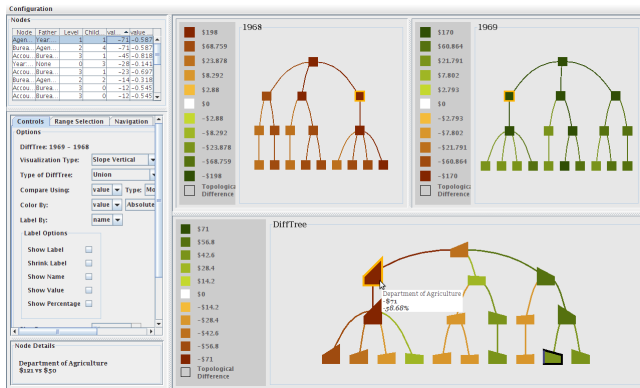 Configuration
Nodes
Node Father Level Child... val... value
Agen... Year... 1 4 -71 -0.587
Burea... Agen... 2 4 -71 -0.587
Accou... Burea... 3 1 -45 -0.818
Year... None 0 3 -28 -0.141
Accou... Burea... 3 1 -23 -0.697
Burea... Agen... 2 2 -14 -0.318
Accou... Burea... 3 0 -12 -0.545
Accou... Burea... 3 0 -12 -0.545
Controls Range Selection Navigation
Options
DiffTree: 1969 - 1968
Visualization Type: Slope Vertical
Type of DiffTree: Union
Compare Using: value Type: Mo
Color By: value Absolute
Label By: name
Label Options
Show Label
Shrink Label
Show Name
Show Value
Show Percentage
Node Details
Department of Agriculture
$121 vs $50
1968
$198
$68.759
$23.878
$8.292
$2.88
$0
-$2.88
-$8.292
-$23.878
-$68.759
-$198
Topological
Difference
1969
$170
$60.864
$21.791
$7.802
$2.793
$0
-$2.793
-$7.802
-$21.791
-$60.864
-$170
Topological
Difference
DiffTree
$71
$56.8
$42.6
$28.4
$14.2
$0
-$14.2
-$28.4
-$42.6
-$56.8
-$71
Topological
Difference
Department of Agriculture
-$71
-58.68%